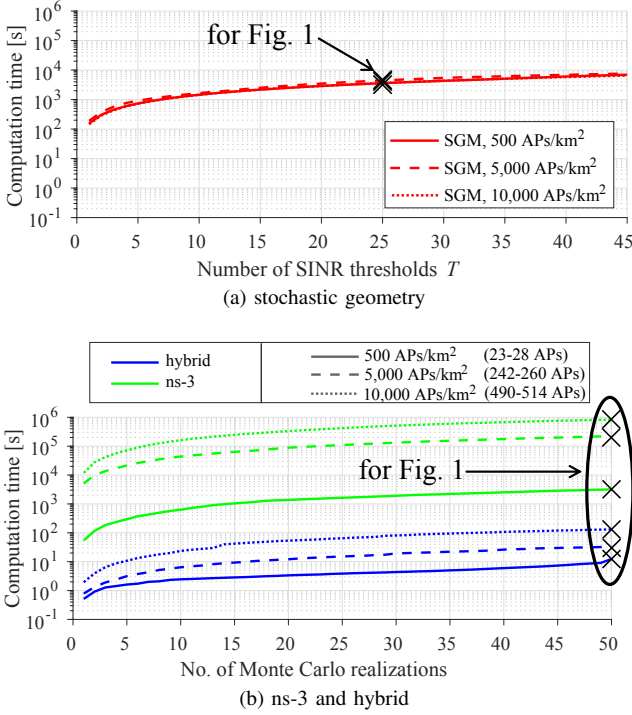 10^6
10^5
10^4
10^3
10^2
10^1
10^0
10^-1
Computation time [s]
for Fig. 1
SGM, 500 APs/km^2
SGM, 5,000 APs/km^2
SGM, 10,000 APs/km^2
0 5 10 15 20 25 30 35 40 45
Number of SINR thresholds T
(a) stochastic geometry
hybrid
ns-3
500 APs/km^2 (23-28 APs)
5,000 APs/km^2 (242-260 APs)
10,000 APs/km^2 (490-514 APs)
10^6
10^5
10^4
10^3
10^2
10^1
10^0
10^-1
Computation time [s]
for Fig. 1
0 5 10 15 20 25 30 35 40 45 50
No. of Monte Carlo realizations
(b) ns-3 and hybrid